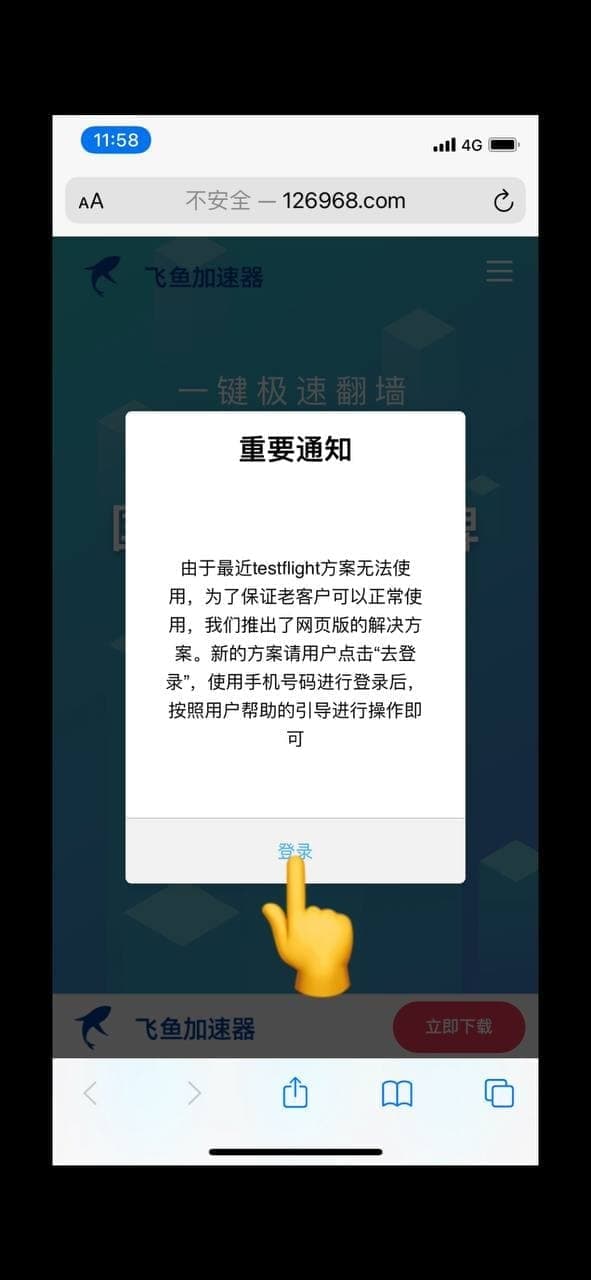 11:58
4G
AA
不安全 — 126968.com
飞鱼加速器
一键极速翻墙
重要通知
由于最近testflight方案无法使
用，为了保证老客户可以正常使
用，我们推出了网页版的解决方
案。新的方案请用户点击“去登
录”，使用手机号码进行登录后，
按照用户帮助的引导进行操作即
可
登录
飞鱼加速器
立即下载